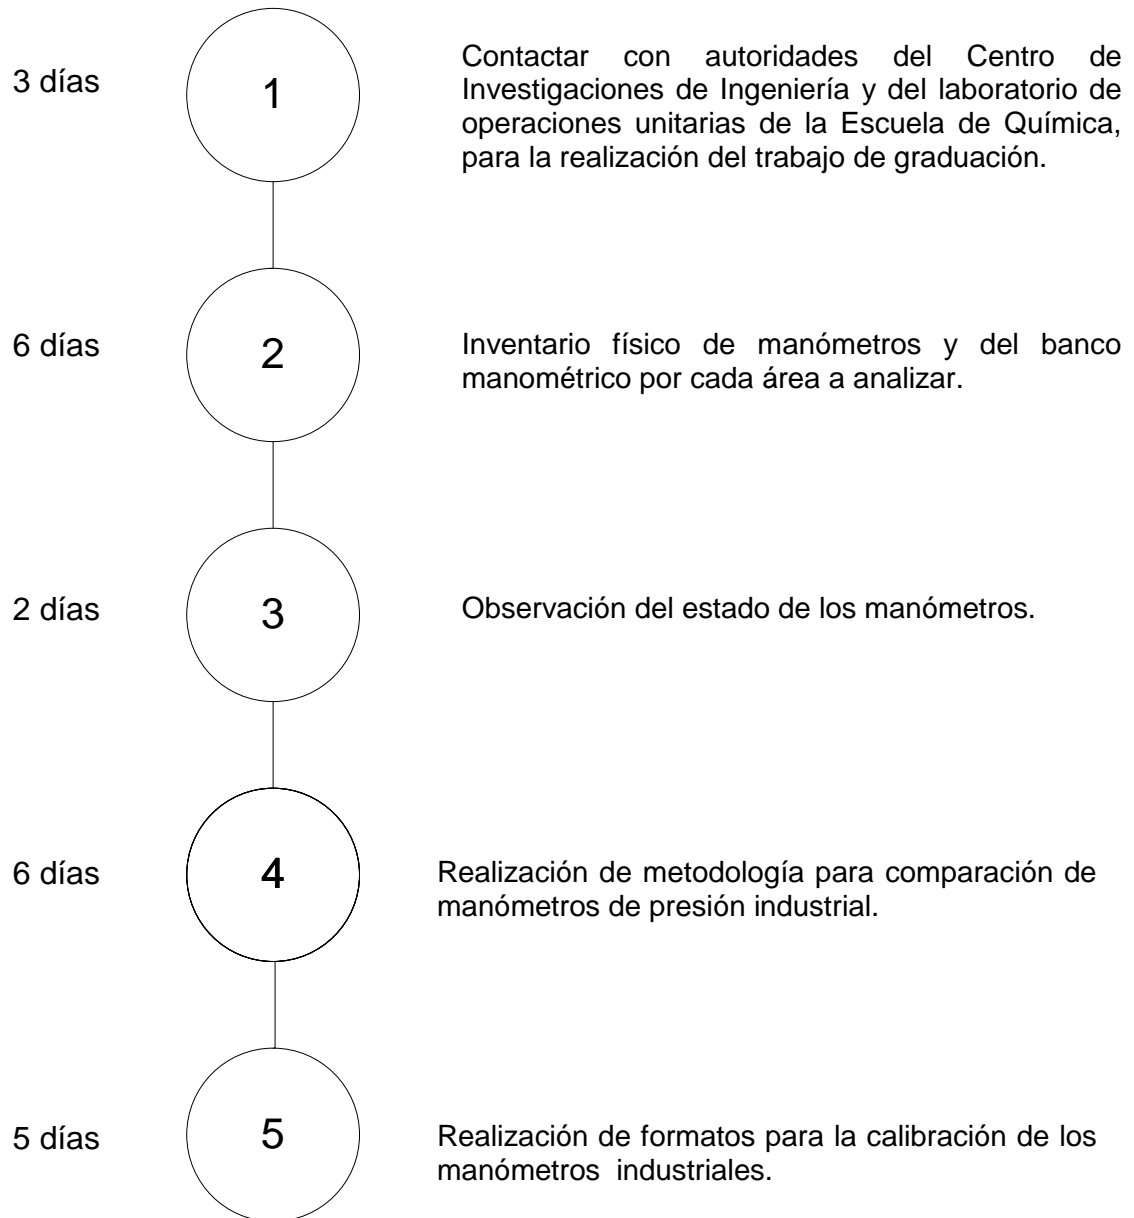 3 días
1
Contactar con autoridades del Centro de
Investigaciones de Ingeniería y del laboratorio de
operaciones unitarias de la Escuela de Química,
para la realización del trabajo de graduación.
6 días
2
Inventario físico de manómetros y del banco
manométrico por cada área a analizar.
2 días
3
Observación del estado de los manómetros.
6 días
4
Realización de metodología para comparación de
manómetros de presión industrial.
5 días
5
Realización de formatos para la calibración de los
manómetros industriales.